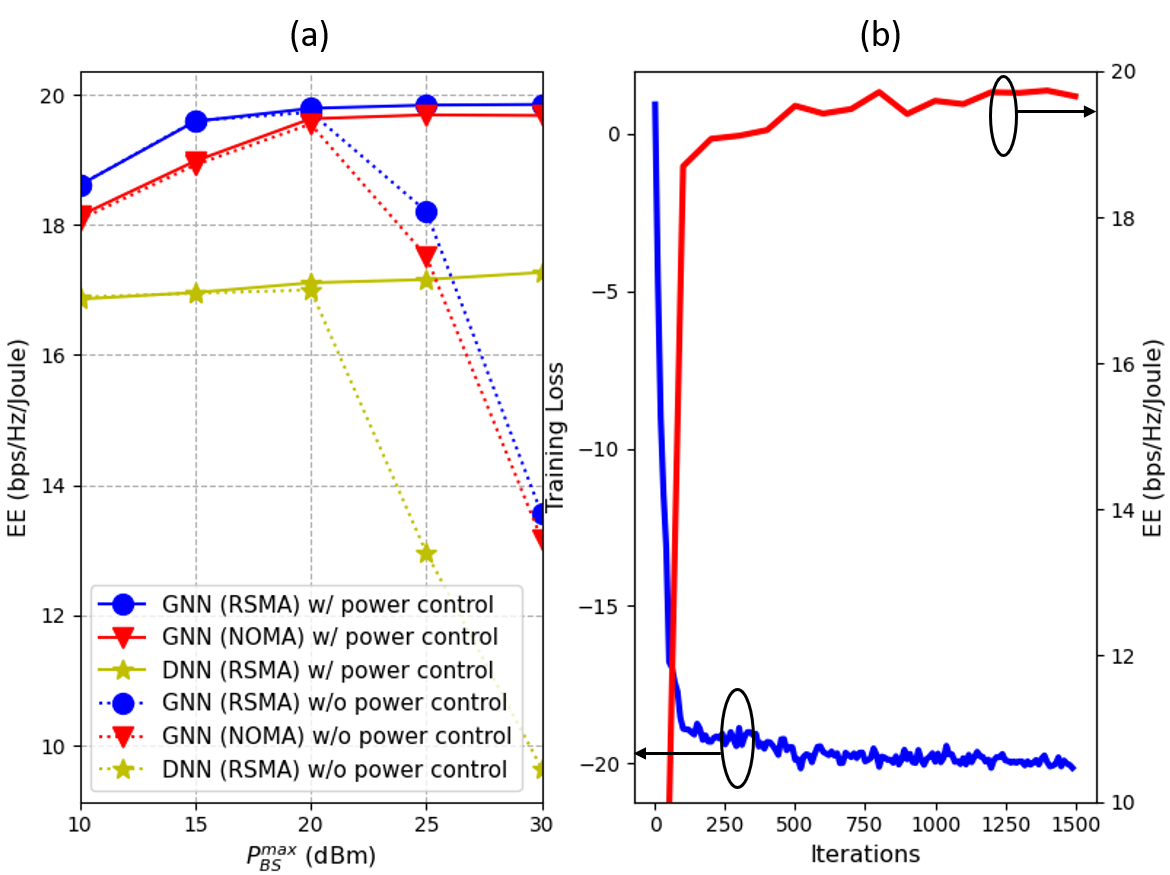 (a)
20
18
16
14
12
10
EE (bps/Hz/Joule)
GNN (RSMA) w/ power control
GNN (NOMA) w/ power control
DNN (RSMA) w/ power control
GNN (RSMA) w/o power control
GNN (NOMA) w/o power control
DNN (RSMA) w/o power control
10 15 20 25 30
P_{BS}^{max} (dBm)
(b)
0
−5
−10
−15
−20
Training Loss
20
18
16
14
12
10
EE (bps/Hz/Joule)
0 250 500 750 1000 1250 1500
Iterations